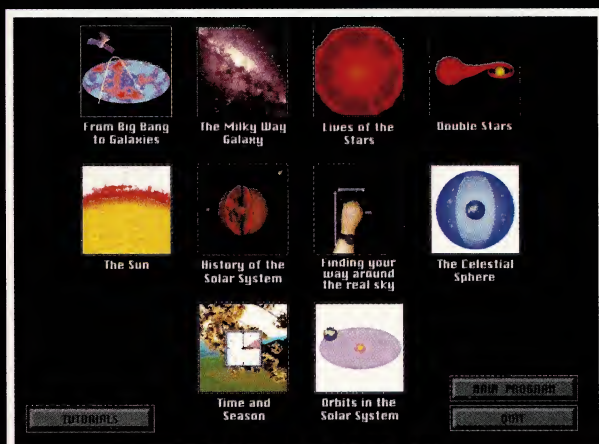 From Big Bang
to Galaxies
The Milky Way
Galaxy
Lives of the
Stars
Double Stars
The Sun
History of the
Solar System
Finding your
way around
the real sky
The Celestial
Sphere
Time and
Season
Orbits in the
Solar System
TUTORIALS
MAIN PROGRAM
QUIT